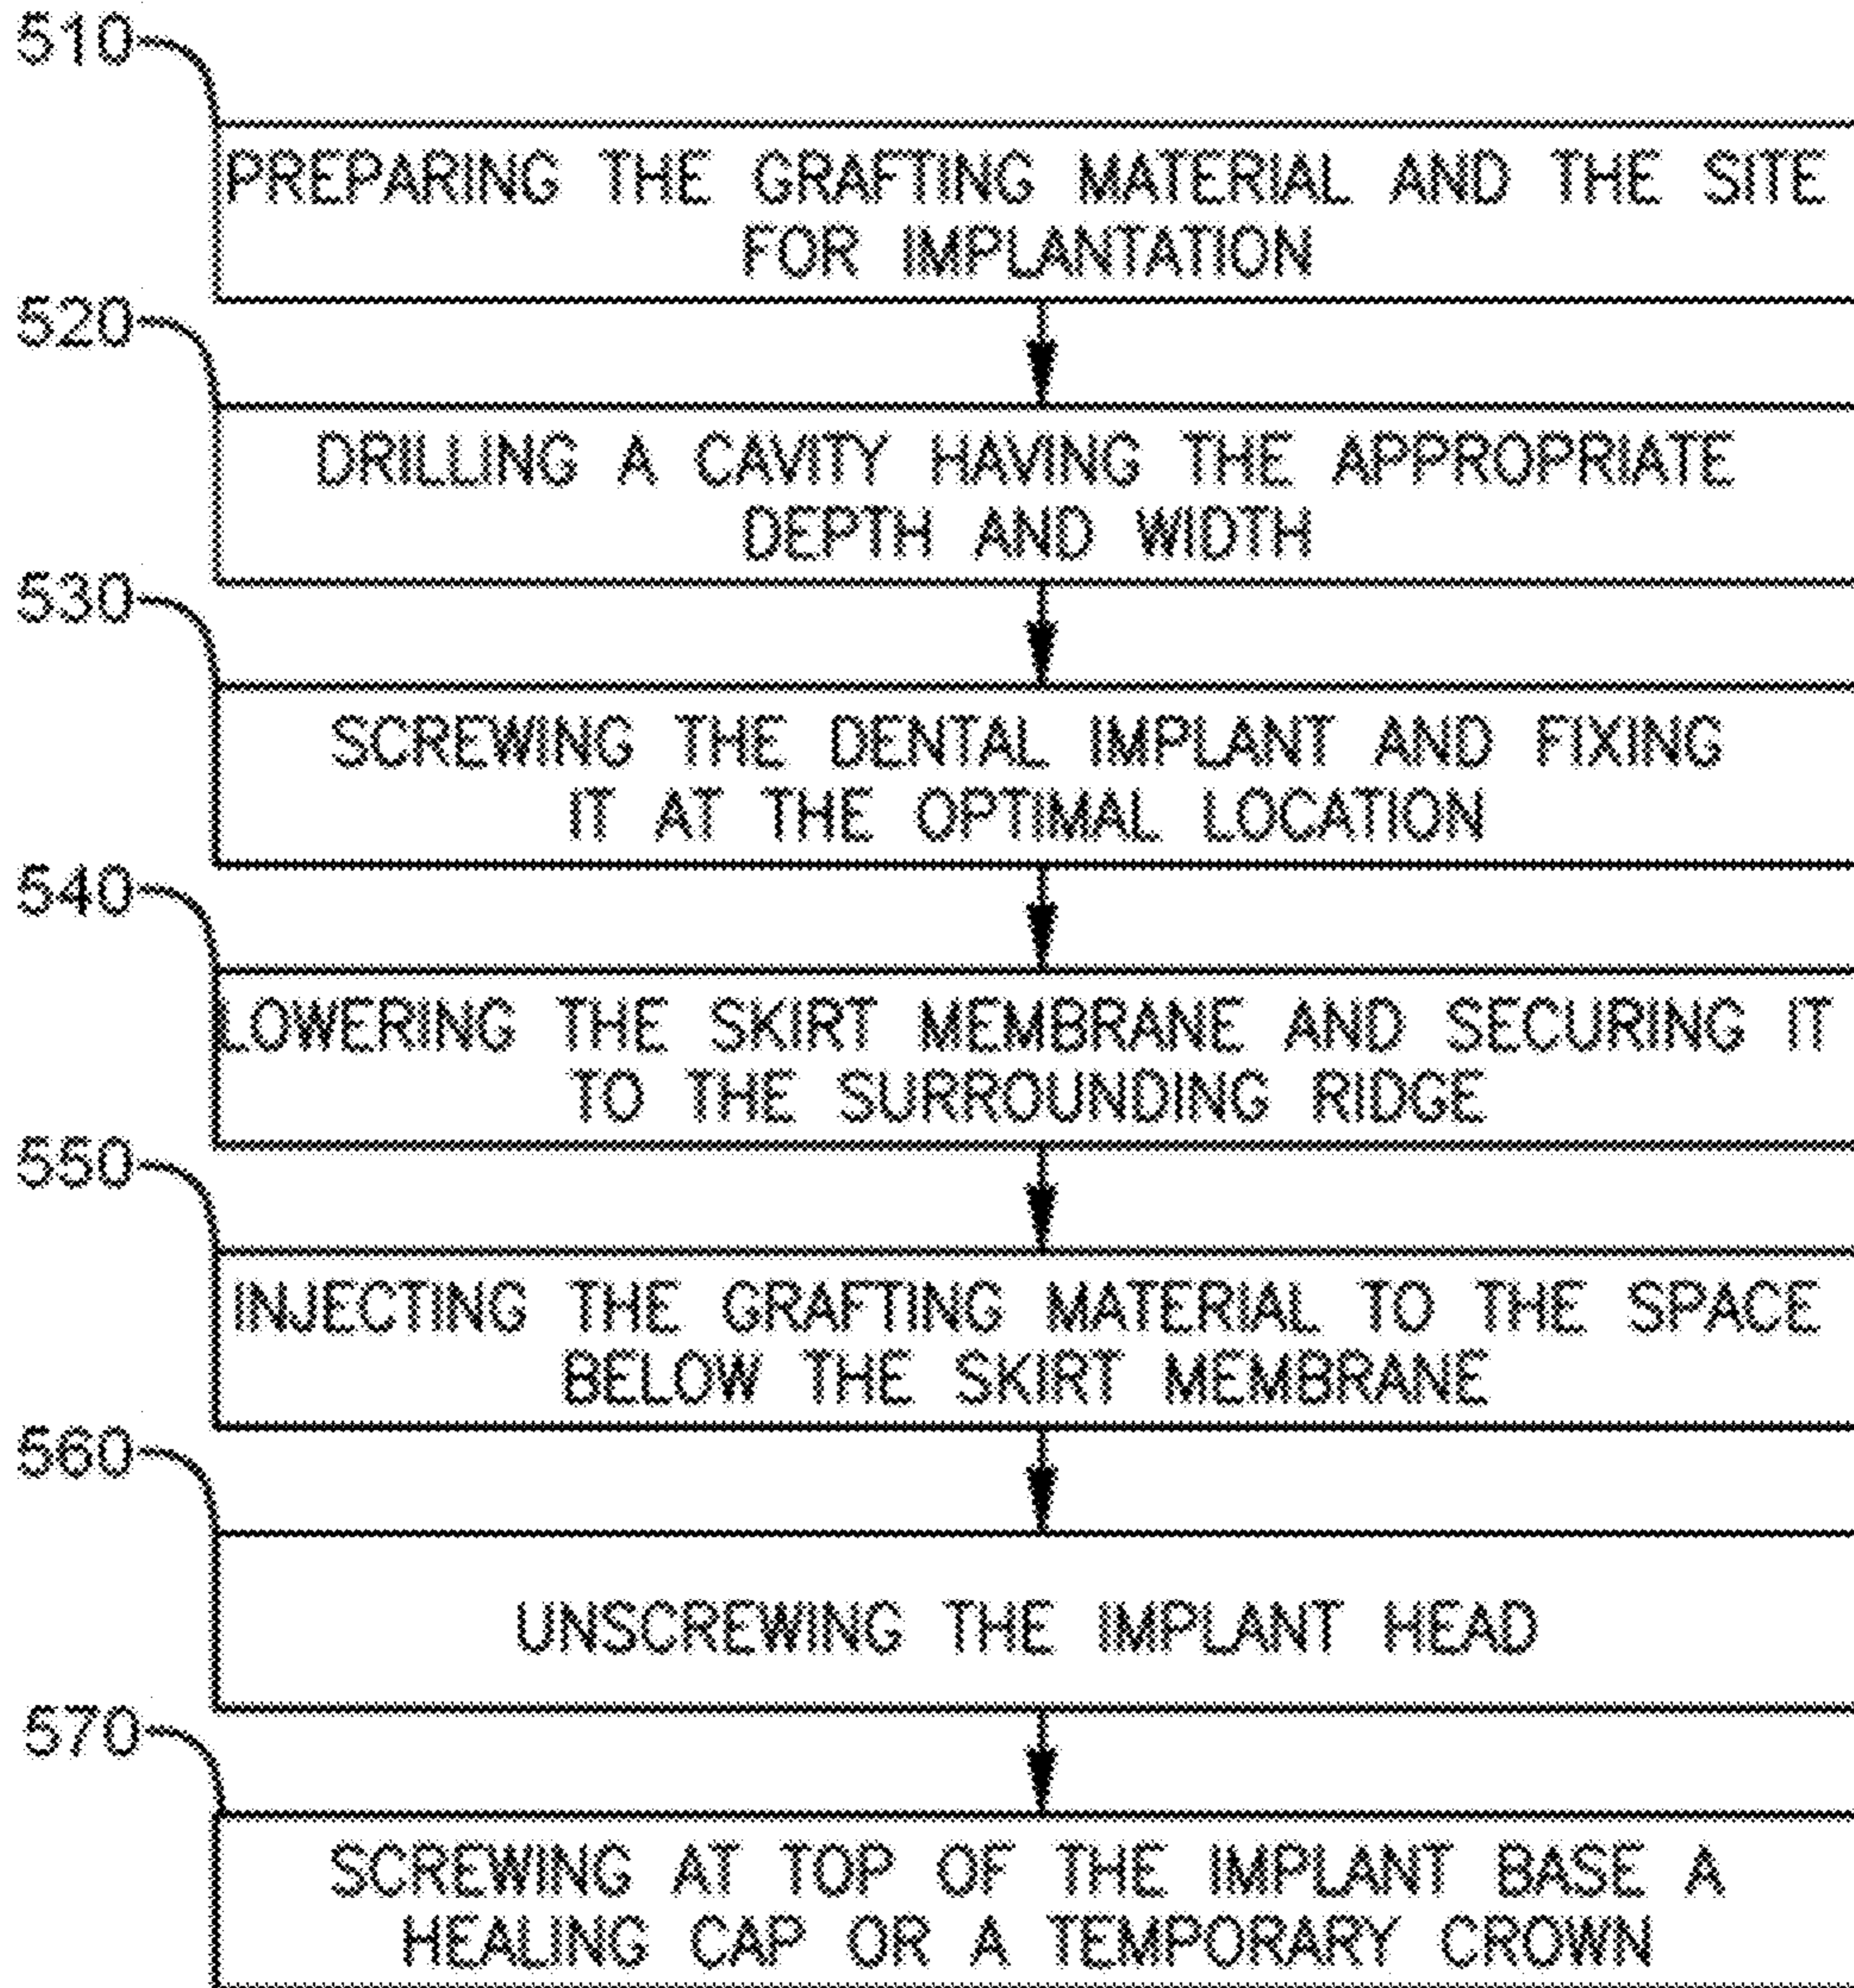 510
PREPARING THE GRAFTING MATERIAL AND THE SITE
FOR IMPLANTATION
520
DRILLING A CAVITY HAVING THE APPROPRIATE
DEPTH AND WIDTH
530
SCREWING THE DENTAL IMPLANT AND FIXING
IT AT THE OPTIMAL LOCATION
540
LOWERING THE SKIRT MEMBRANE AND SECURING IT
TO THE SURROUNDING RIDGE
550
INJECTING THE GRAFTING MATERIAL TO THE SPACE
BELOW THE SKIRT MEMBRANE
560
UNSCREWING THE IMPLANT HEAD
570
SCREWING AT TOP OF THE IMPLANT BASE A
HEALING CAP OR A TEMPORARY CROWN